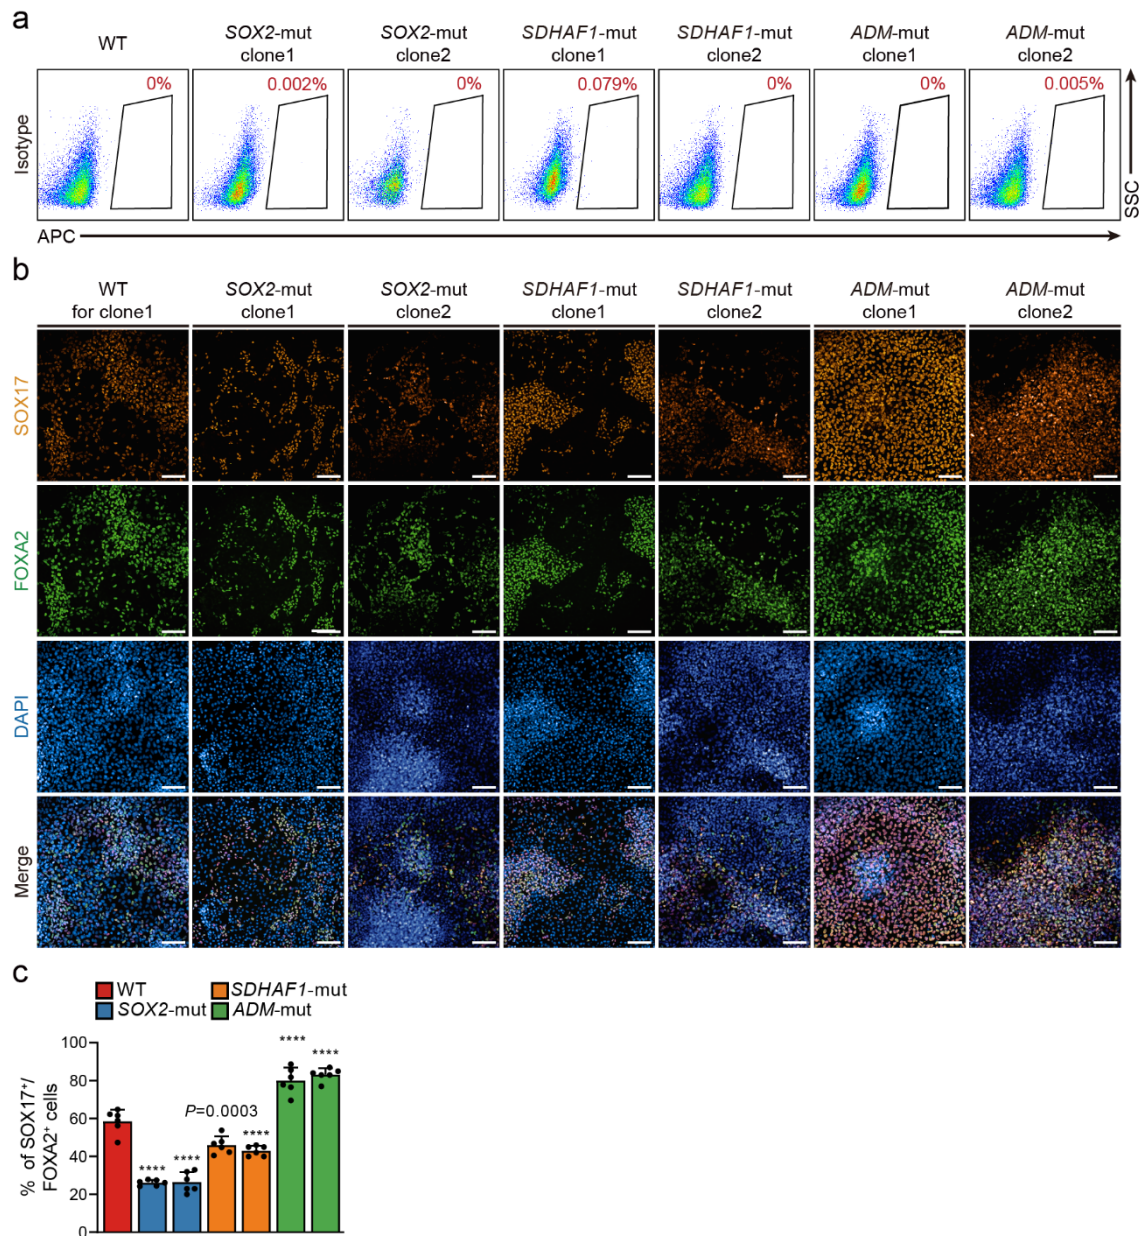 a
WT
SOX2-mut
clone1
SOX2-mut
clone2
SDHAF1-mut
clone1
SDHAF1-mut
clone2
ADM-mut
clone1
ADM-mut
clone2
Isotype
0%
0.002%
0%
0.079%
0%
0%
0.005%
SSC
APC
b
WT
for clone1
SOX2-mut
clone1
SOX2-mut
clone2
SDHAF1-mut
clone1
SDHAF1-mut
clone2
ADM-mut
clone1
ADM-mut
clone2
SOX17
FOXA2
DAPI
Merge
c
WT
SDHAF1-mut
SOX2-mut
ADM-mut
% of SOX17⁺/
FOXA2⁺ cells
100
80
60
40
20
0
****
****
P=0.0003
****
****
****